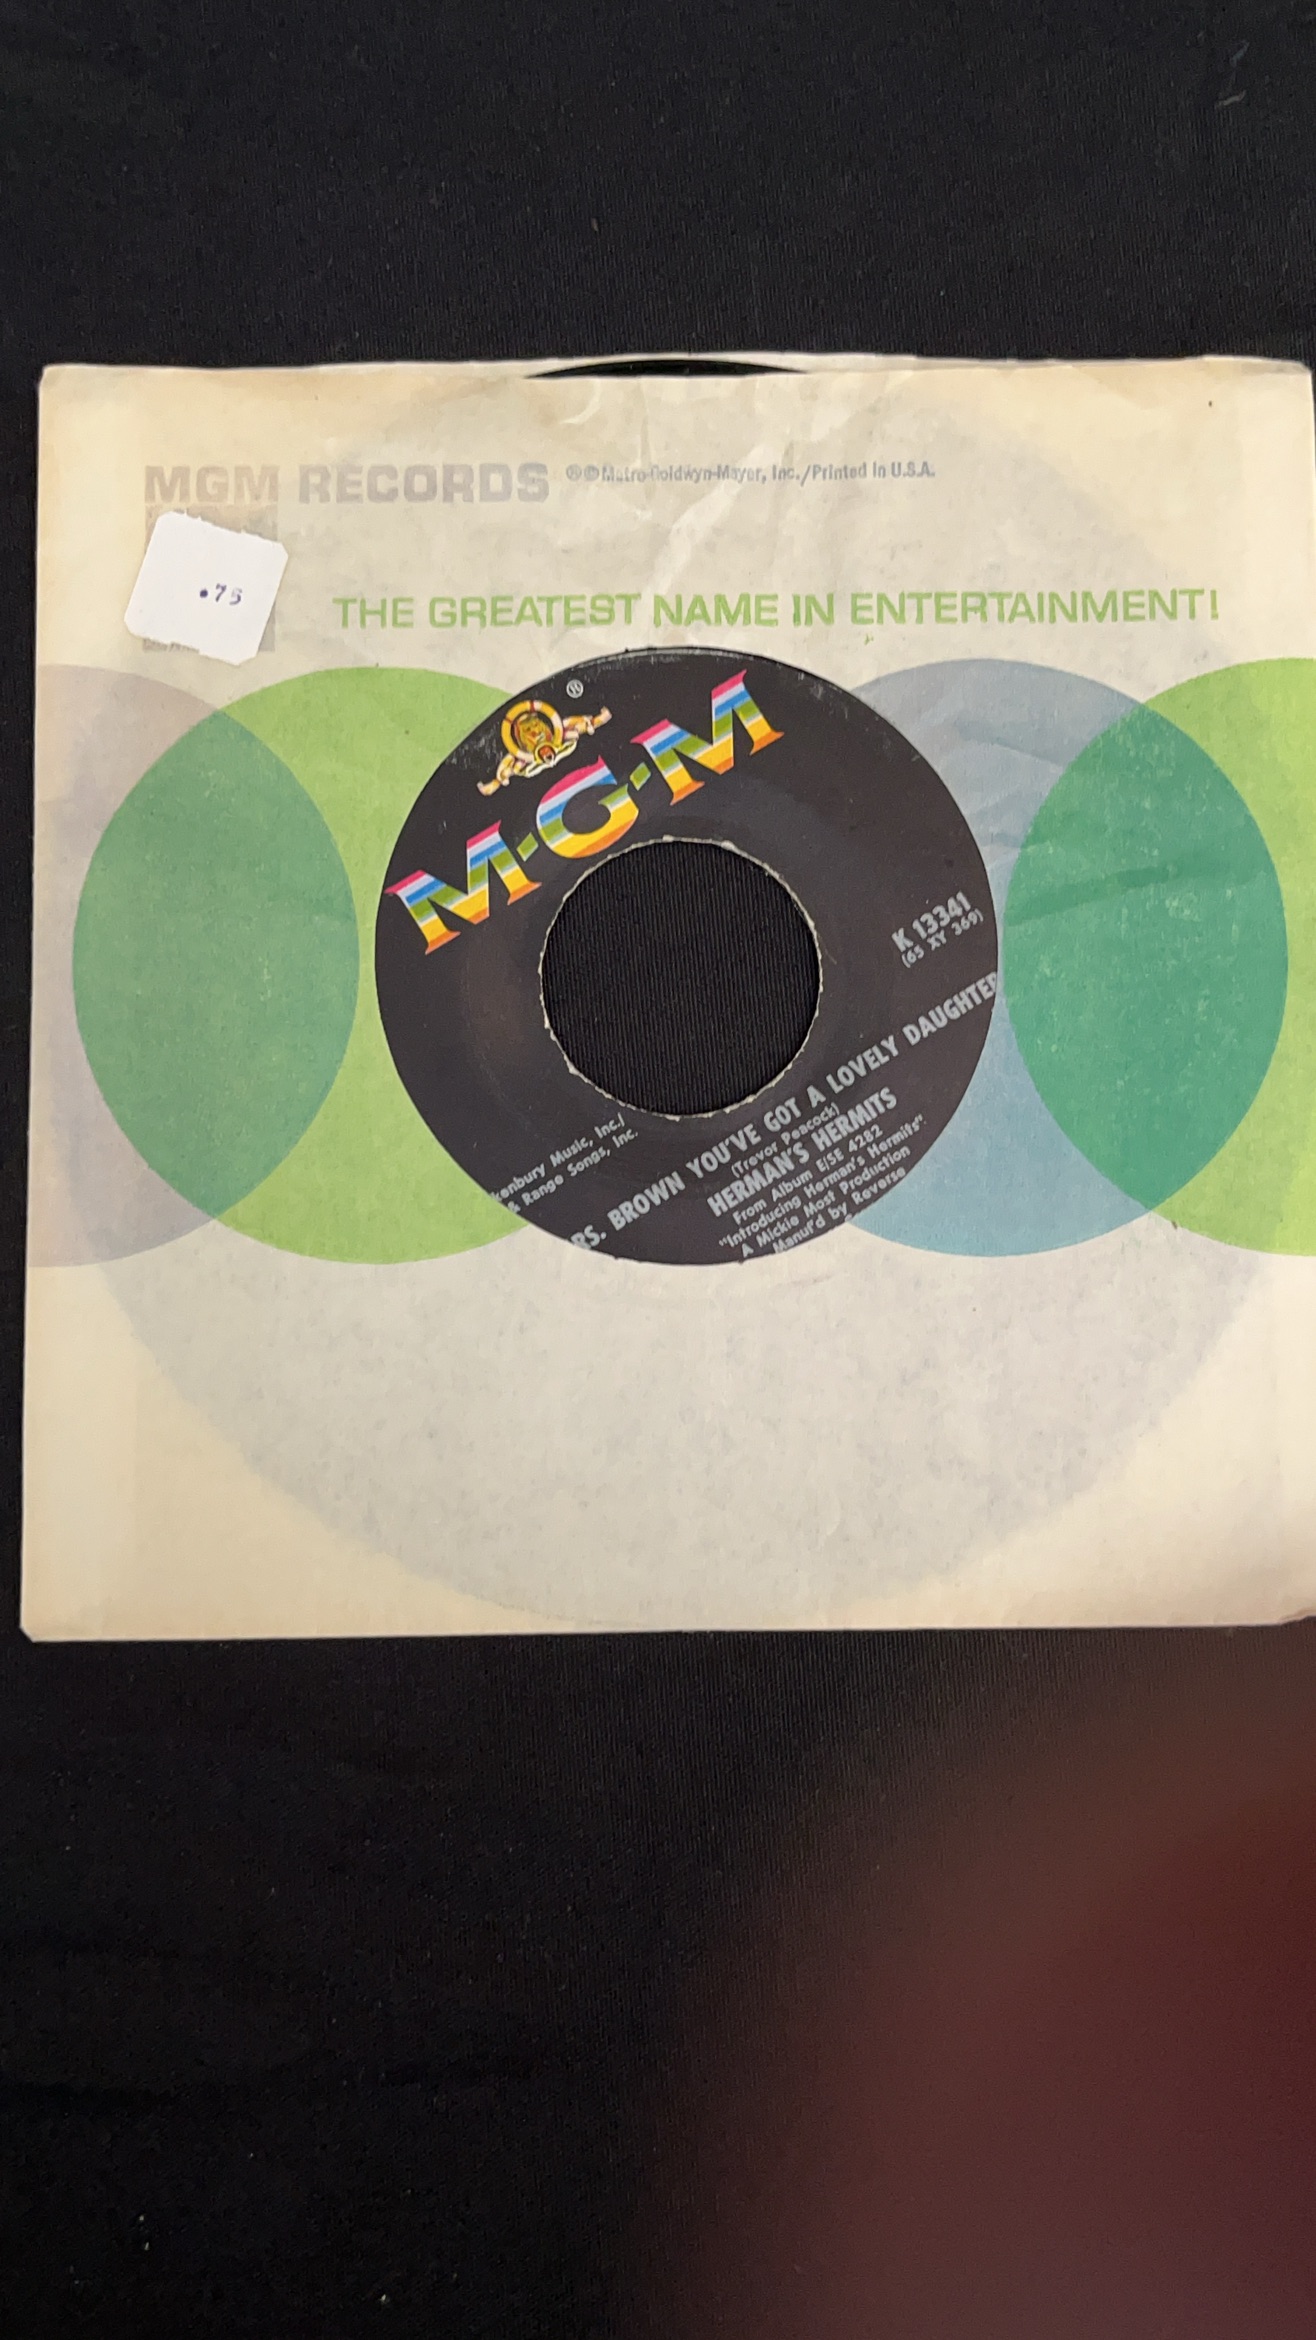 MGM RECORDS
®©Metro-Goldwyn-Mayer, Inc./Printed in U.S.A.
.75
THE GREATEST NAME IN ENTERTAINMENT!
®
M·G·M
K 13341
(65 XY 369)
kenbury Music, Inc./
& Range Songs, Inc.
RS. BROWN YOU'VE GOT A LOVELY DAUGHTER
(Trevor Peacock)
HERMAN'S HERMITS
From Album E/SE 4282
"Introducing Herman's Hermits"
A Mickie Most Production
Manuf'd by Reverse